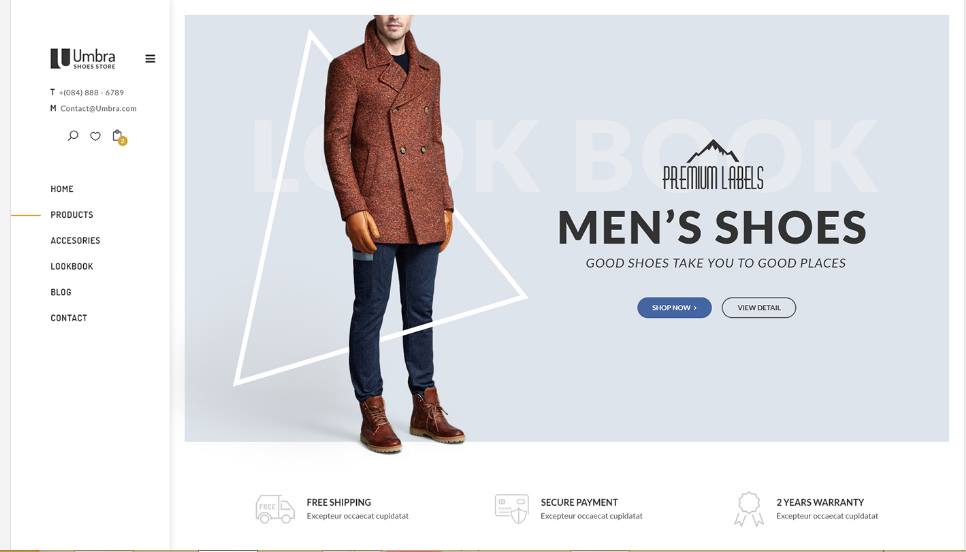 Umbra
SHOES STORE
T +(084) 888 - 6789
M Contact@Umbra.com
2
HOME
PRODUCTS
ACCESORIES
LOOKBOOK
BLOG
CONTACT
LOOK BOOK
PREMIUM LABELS
MEN'S SHOES
GOOD SHOES TAKE YOU TO GOOD PLACES
SHOP NOW ›
VIEW DETAIL
FREE
FREE SHIPPING
Excepteur occaecat cupidatat
SECURE PAYMENT
Excepteur occaecat cupidatat
2 YEARS WARRANTY
Excepteur occaecat cupidatat